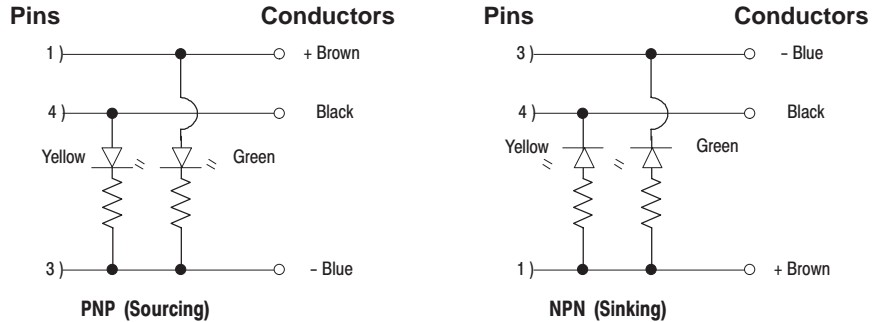 Pins Conductors
1 ) + Brown
4 ) Black
Yellow Green
3 ) – Blue
PNP (Sourcing)
Pins Conductors
3 ) – Blue
4 ) Black
Yellow Green
1 ) + Brown
NPN (Sinking)